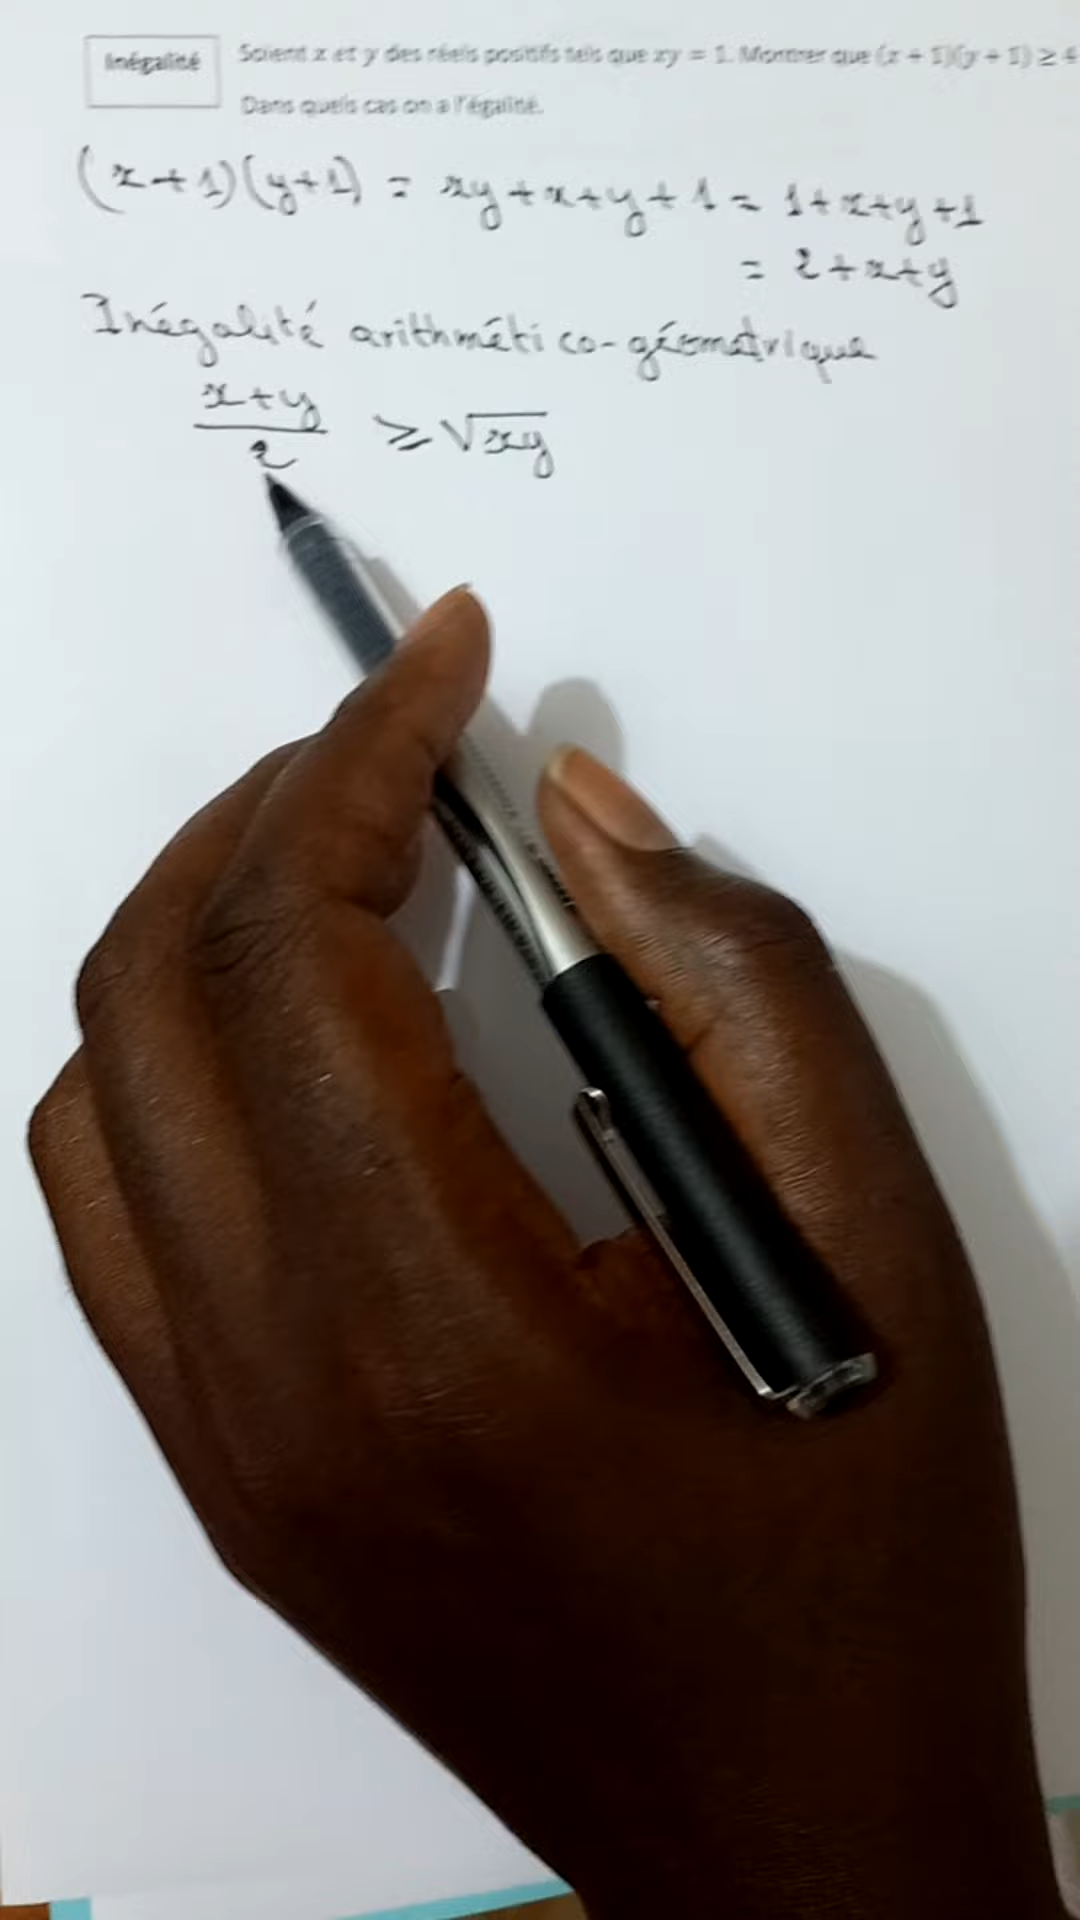 Inégalité
Soient x et y des réels positifs tels que xy = 1. Montrer que (x + 1)(y + 1) ≥ 4
Dans quels cas on a l'égalité.
(x+1)(y+1) = xy+x+y+1 = 1+x+y+1
= 2+x+y
Inégalité arithmético-géométrique
x+y
2
≥ √xy